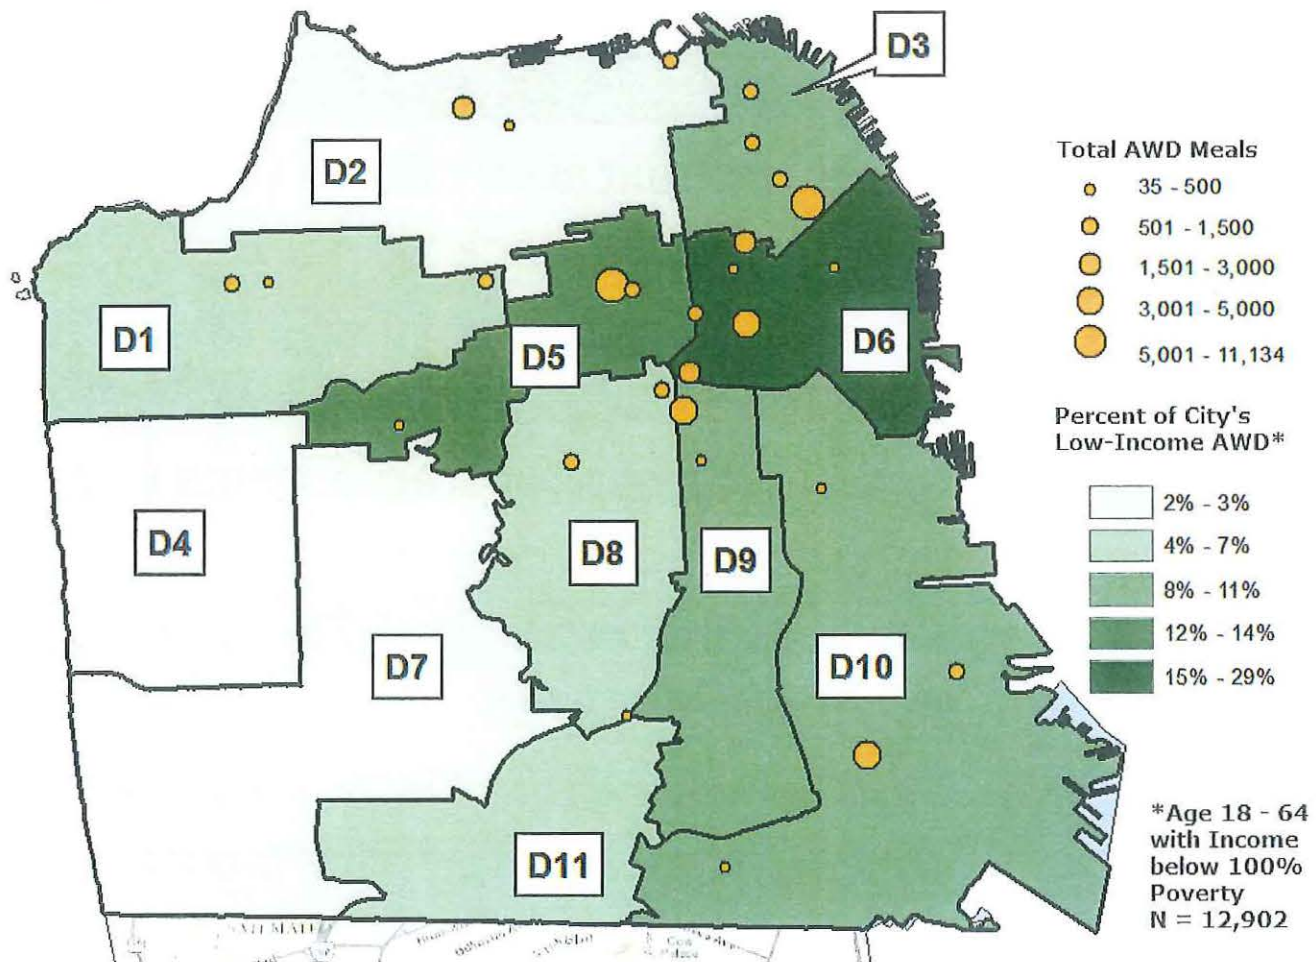 D3
D2
D1
D5
D6
D4
D8
D9
D7
D10
D11
Total AWD Meals
35 - 500
501 - 1,500
1,501 - 3,000
3,001 - 5,000
5,001 - 11,134
Percent of City's
Low-Income AWD*
2% - 3%
4% - 7%
8% - 11%
12% - 14%
15% - 29%
*Age 18 - 64
with Income
below 100%
Poverty
N = 12,902